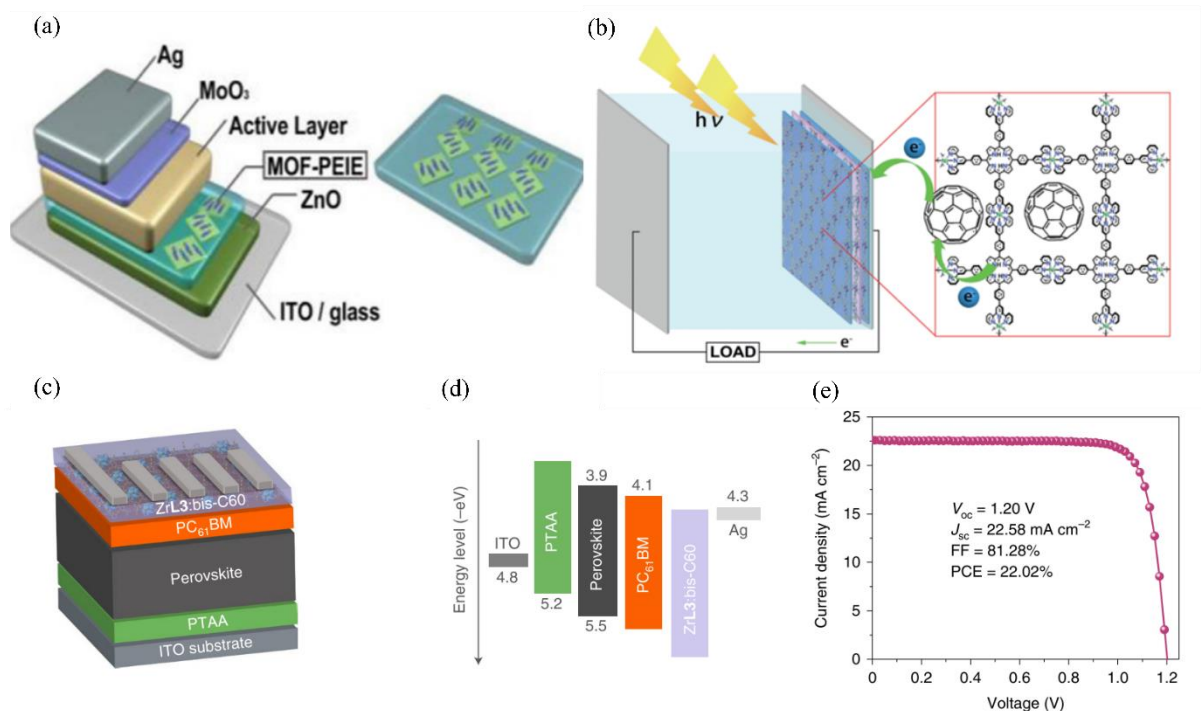 (a)
Ag
MoO₃
Active Layer
MOF-PEIE
ZnO
ITO / glass
(b)
hν
e⁻
e⁻
LOAD
e⁻
(c)
ZrL3:bis-C60
PC₆₁BM
Perovskite
PTAA
ITO substrate
(d)
Energy level (–eV)
ITO
4.8
PTAA
5.2
3.9
Perovskite
5.5
4.1
PC₆₁BM
ZrL3:bis-C60
4.3
Ag
(e)
Current density (mA cm⁻²)
25
20
15
10
5
0
V_oc = 1.20 V
J_sc = 22.58 mA cm⁻²
FF = 81.28%
PCE = 22.02%
0 0.2 0.4 0.6 0.8 1.0 1.2
Voltage (V)